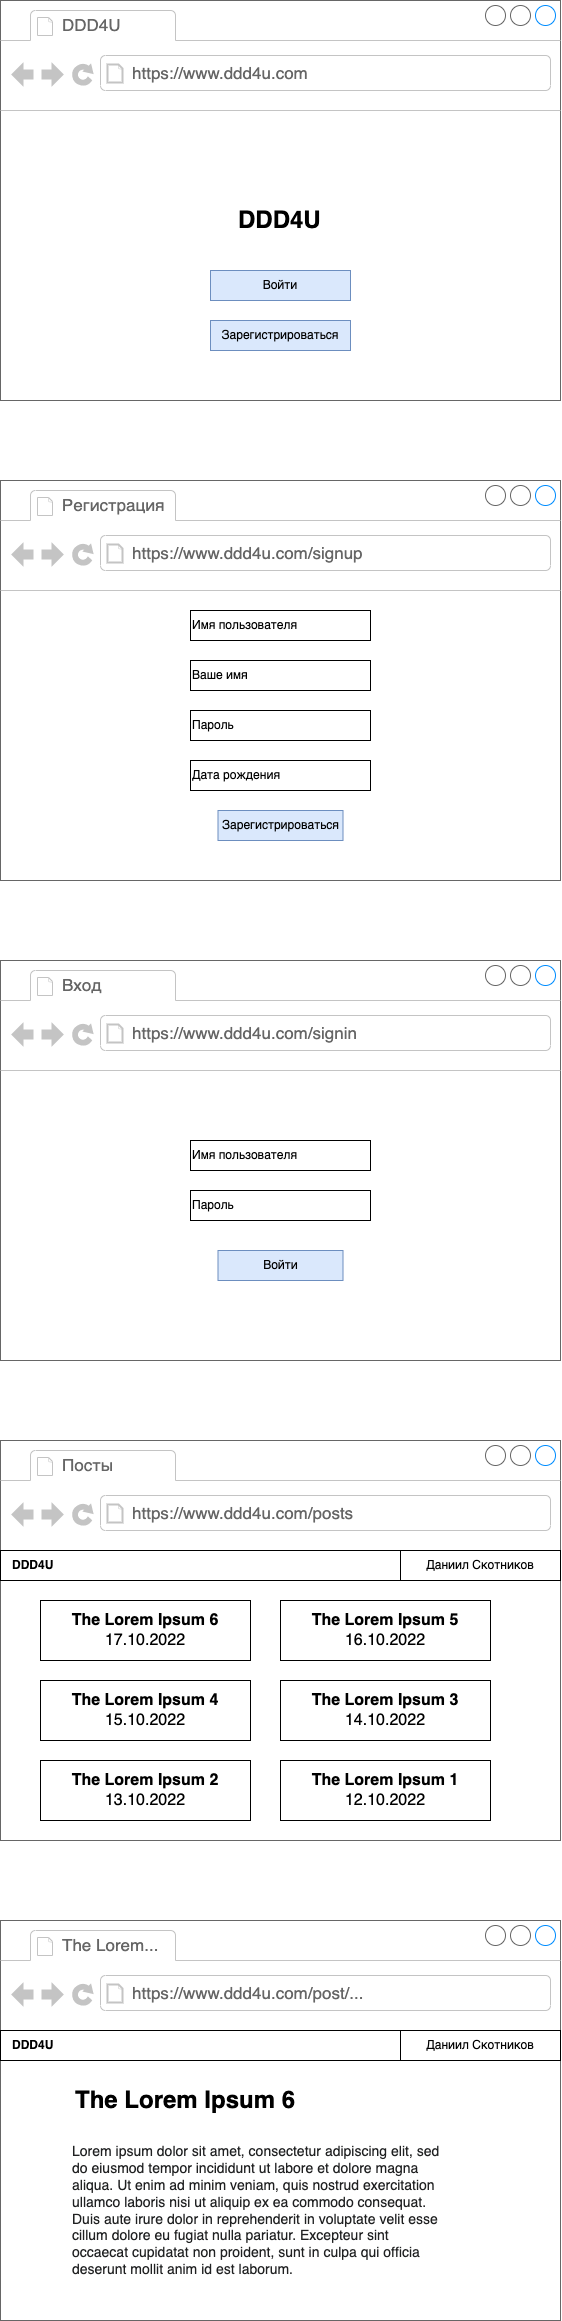 DDD4U
https://www.ddd4u.com
DDD4U
Войти
Зарегистрироваться
Регистрация
https://www.ddd4u.com/signup
Имя пользователя
Ваше имя
Пароль
Дата рождения
Зарегистрироваться
Вход
https://www.ddd4u.com/signin
Имя пользователя
Пароль
Войти
Посты
https://www.ddd4u.com/posts
DDD4U Даниил Скотников
The Lorem Ipsum 6
17.10.2022
The Lorem Ipsum 5
16.10.2022
The Lorem Ipsum 4
15.10.2022
The Lorem Ipsum 3
14.10.2022
The Lorem Ipsum 2
13.10.2022
The Lorem Ipsum 1
12.10.2022
The Lorem...
https://www.ddd4u.com/post/...
DDD4U Даниил Скотников
The Lorem Ipsum 6
Lorem ipsum dolor sit amet, consectetur adipiscing elit, sed
do eiusmod tempor incididunt ut labore et dolore magna
aliqua. Ut enim ad minim veniam, quis nostrud exercitation
ullamco laboris nisi ut aliquip ex ea commodo consequat.
Duis aute irure dolor in reprehenderit in voluptate velit esse
cillum dolore eu fugiat nulla pariatur. Excepteur sint
occaecat cupidatat non proident, sunt in culpa qui officia
deserunt mollit anim id est laborum.